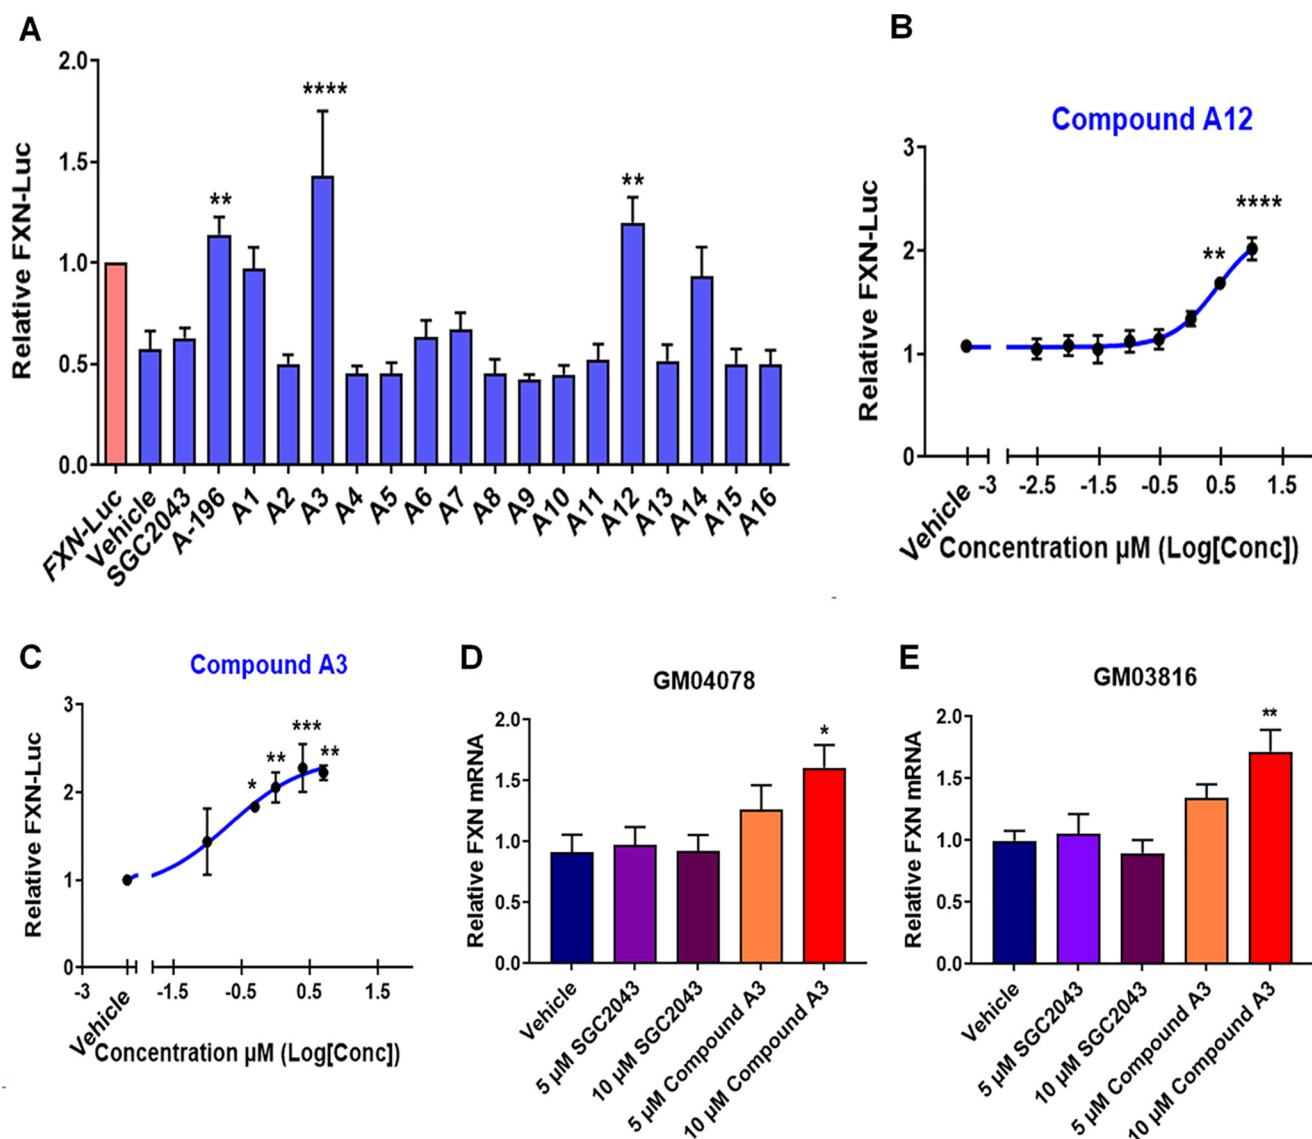 A
Relative FXN-Luc
2.0
1.5
1.0
0.5
0.0
**
****
**
FXN-Luc
Vehicle
SGC2043
A-196
A1
A2
A3
A4
A5
A6
A7
A8
A9
A10
A11
A12
A13
A14
A15
A16
B
Compound A12
Relative FXN-Luc
3
2
1
0
**
****
Vehicle
-3
-2.5
-1.5
-0.5
0.5
1.5
Concentration µM (Log[Conc])
C
Compound A3
Relative FXN-Luc
3
2
1
0
*
**
***
**
-3
Vehicle
-1.5
-0.5
0.5
1.5
Concentration µM (Log[Conc])
D
GM04078
Relative FXN mRNA
2.0
1.5
1.0
0.5
0.0
*
Vehicle
5 µM SGC2043
10 µM SGC2043
5 µM Compound A3
10 µM Compound A3
E
GM03816
Relative FXN mRNA
2.0
1.5
1.0
0.5
0.0
**
Vehicle
5 µM SGC2043
10 µM SGC2043
5 µM Compound A3
10 µM Compound A3